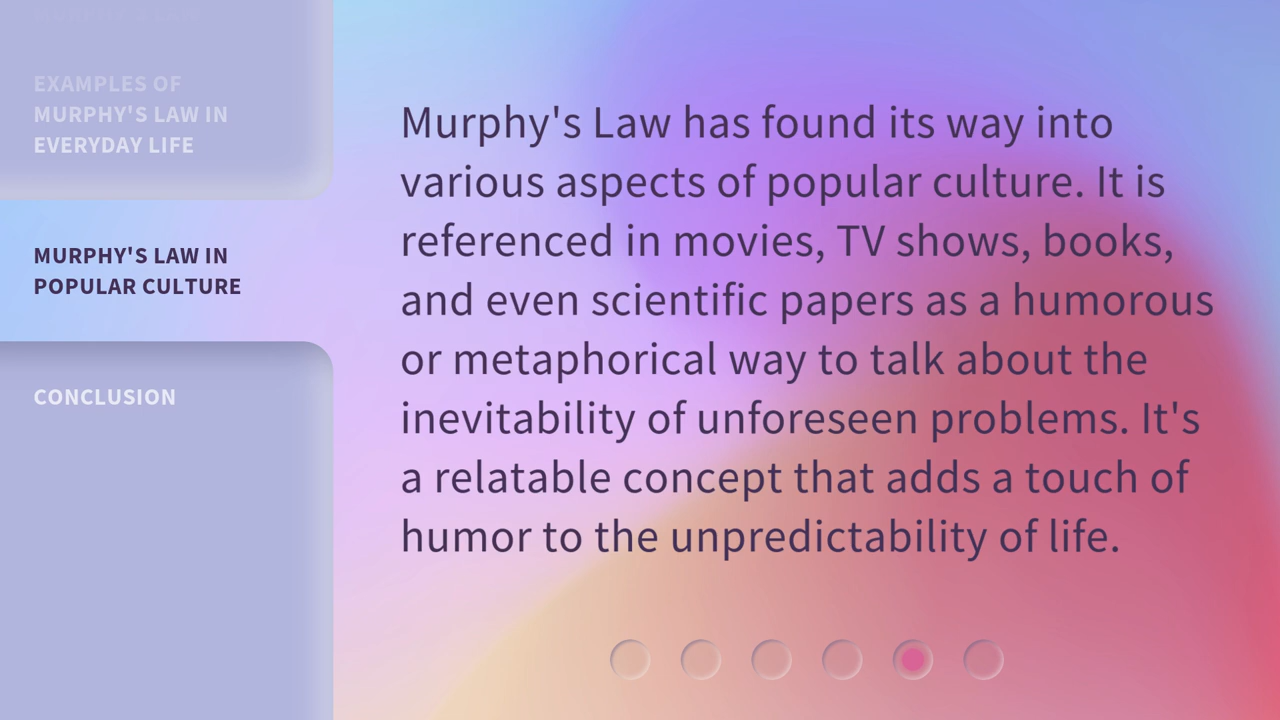 EXAMPLES OF
MURPHY'S LAW IN
EVERYDAY LIFE
MURPHY'S LAW IN
POPULAR CULTURE
CONCLUSION
Murphy's Law has found its way into
various aspects of popular culture. It is
referenced in movies, TV shows, books,
and even scientific papers as a humorous
or metaphorical way to talk about the
inevitability of unforeseen problems. It's
a relatable concept that adds a touch of
humor to the unpredictability of life.